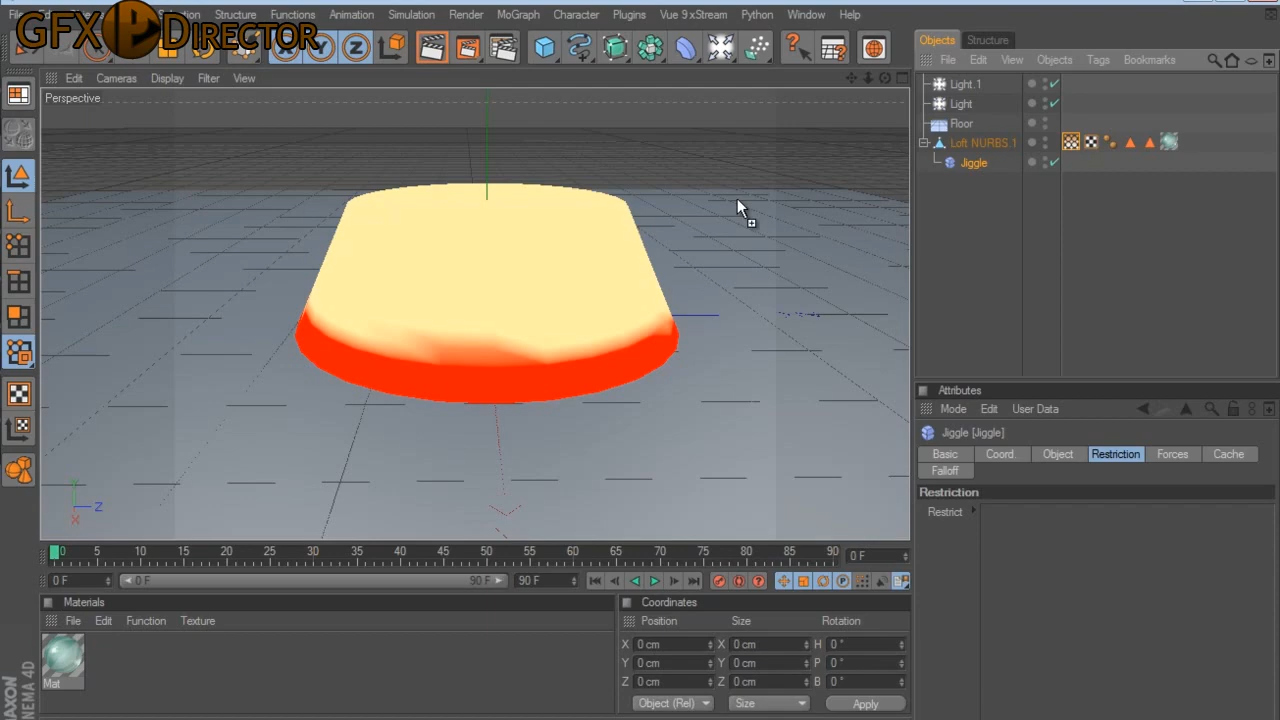 Structure Functions Animation Simulation Render MoGraph Character Plugins Vue 9 xStream Python Window Help
GFX DIRECTOR
X Y Z
Objects Structure
File Edit View Objects Tags Bookmarks
Edit Cameras Display Filter View
Perspective
Light.1
Light
Floor
Loft NURBS.1
Jiggle
Attributes
Mode Edit User Data
Jiggle [Jiggle]
Basic Coord. Object Restriction Forces Cache
Falloff
Restriction
Restrict
Y
Z
X
0 5 10 15 20 25 30 35 40 45 50 55 60 65 70 75 80 85 90 0 F
0 F 0 F 90 F 90 F
Materials
File Edit Function Texture
Mat
Coordinates
Position Size Rotation
X 0 cm X 0 cm H 0 °
Y 0 cm Y 0 cm P 0 °
Z 0 cm Z 0 cm B 0 °
Object (Rel) Size Apply
MAXON